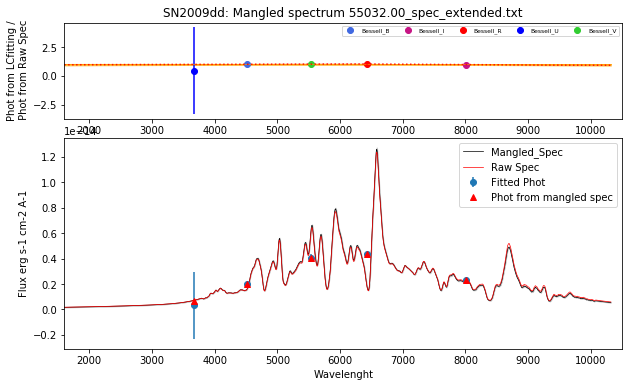 SN2009dd: Mangled spectrum 55032.00_spec_extended.txt
Phot from LCfitting /
Phot from Raw Spec
2.5
0.0
−2.5
Bessell_B
Bessell_I
Bessell_R
Bessell_U
Bessell_V
2000 3000 4000 5000 6000 7000 8000 9000 10000
1e−14
Flux erg s-1 cm-2 A-1
1.2
1.0
0.8
0.6
0.4
0.2
0.0
−0.2
Mangled_Spec
Raw Spec
Fitted Phot
Phot from mangled spec
2000 3000 4000 5000 6000 7000 8000 9000 10000
Wavelenght